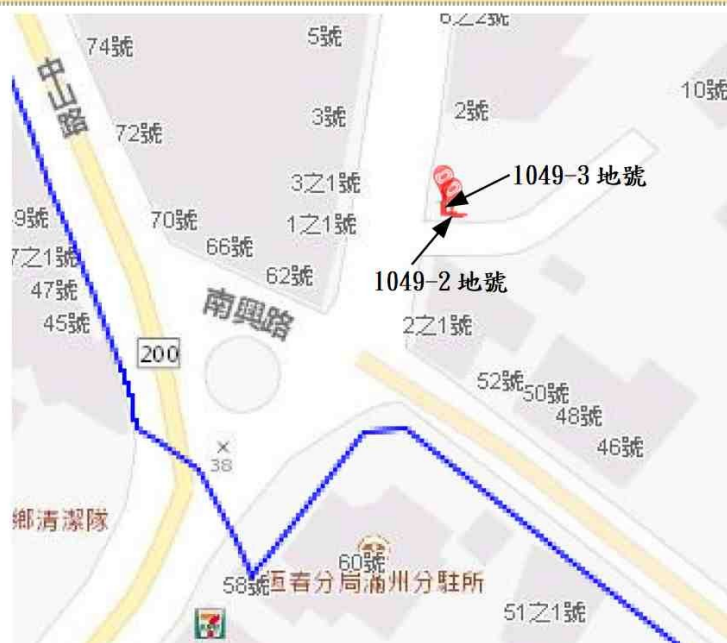 6之2號
74號
5號
中山路
10號
2號
3號
72號
1049-3 地號
3之1號
70號
1之1號
9號
66號
7之1號
62號
1049-2 地號
47號
南興路
45號
2之1號
200
52號
50號
48號
46號
38
鄉清潔隊
60號
58號
恆春分局滿州分駐所
51之1號